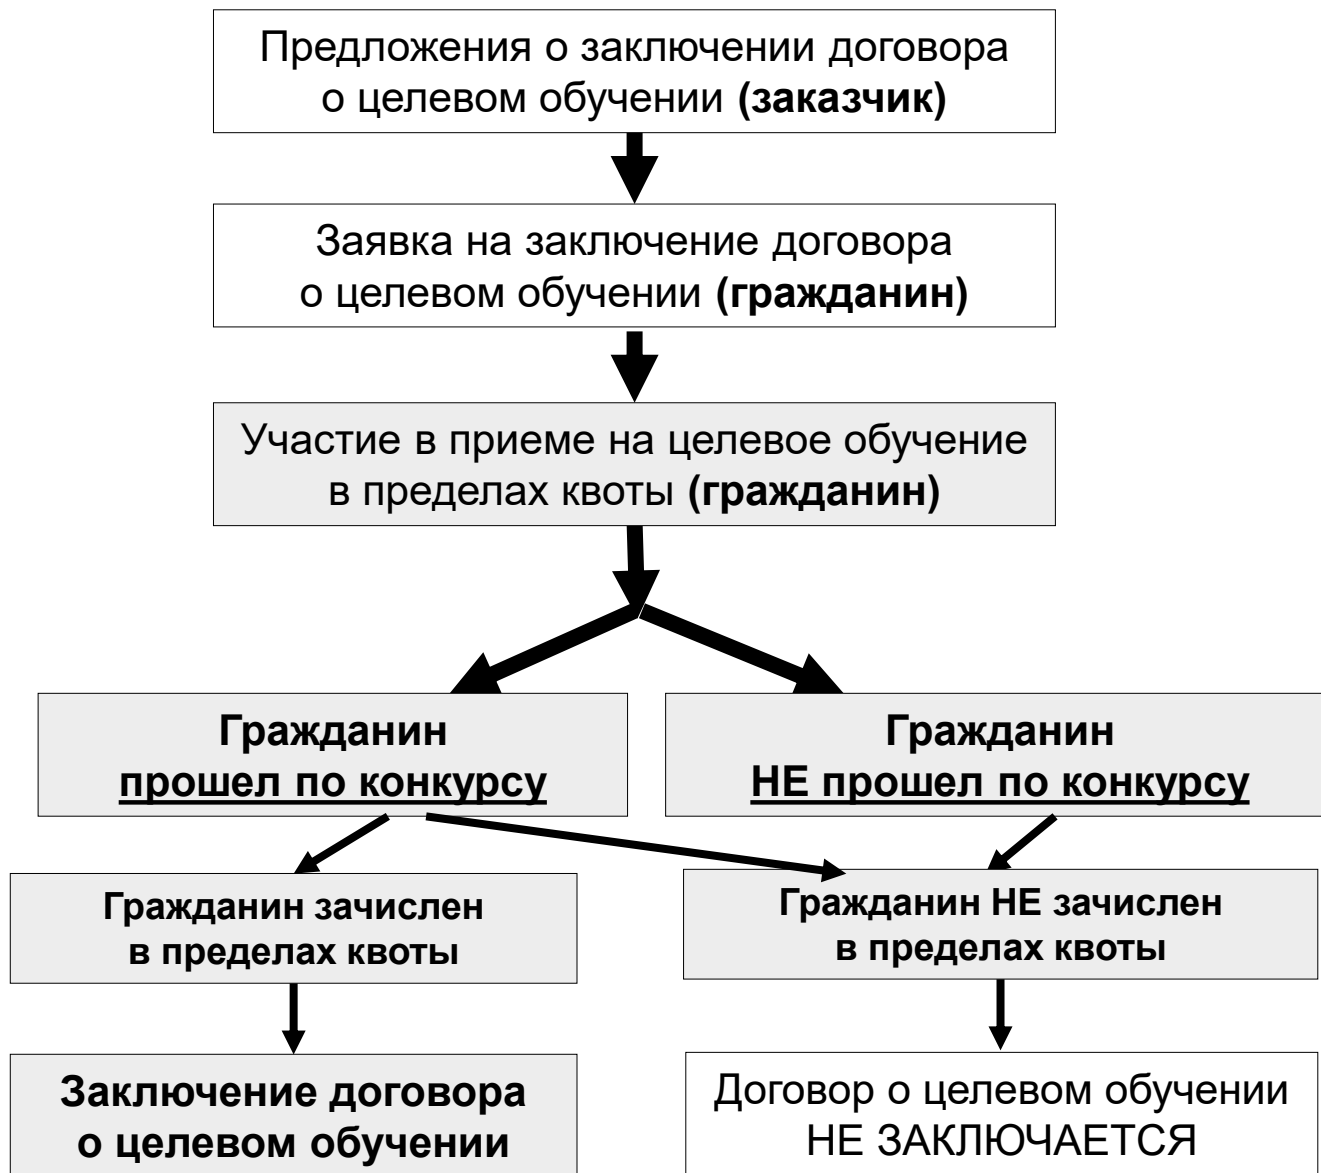 Предложения о заключении договора
о целевом обучении (заказчик)
Заявка на заключение договора
о целевом обучении (гражданин)
Участие в приеме на целевое обучение
в пределах квоты (гражданин)
Гражданин
прошел по конкурсу
Гражданин
НЕ прошел по конкурсу
Гражданин зачислен
в пределах квоты
Гражданин НЕ зачислен
в пределах квоты
Заключение договора
о целевом обучении
Договор о целевом обучении
НЕ ЗАКЛЮЧАЕТСЯ